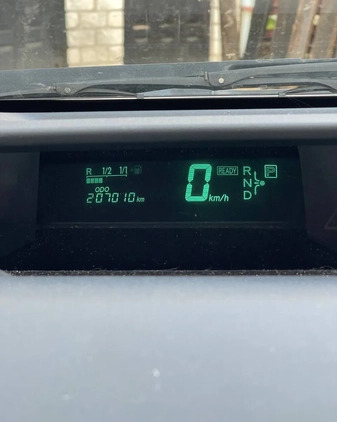 R 1/2 1/1
ODO
207010 km
0 km/h
READY
P
R
N
D